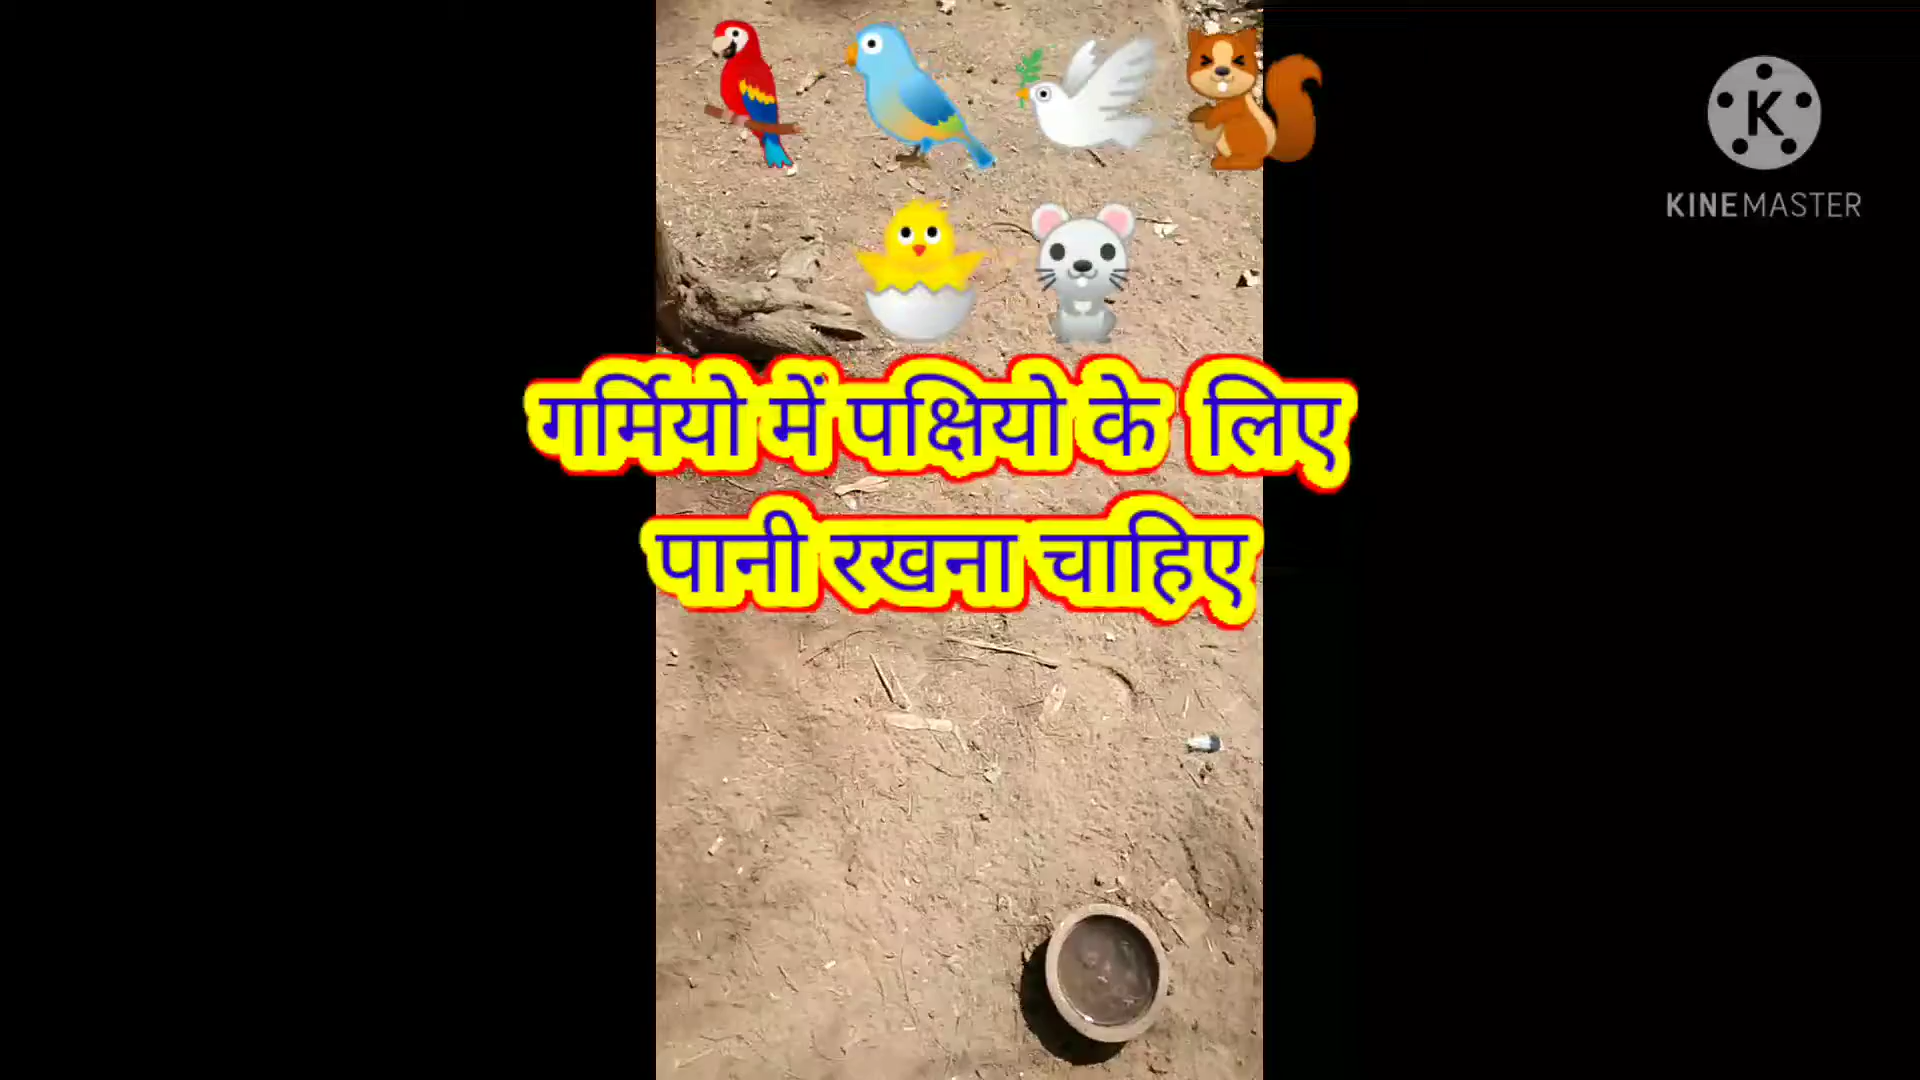 K
KINEMASTER
गर्मियो में पक्षियो के लिए
पानी रखना चाहिए